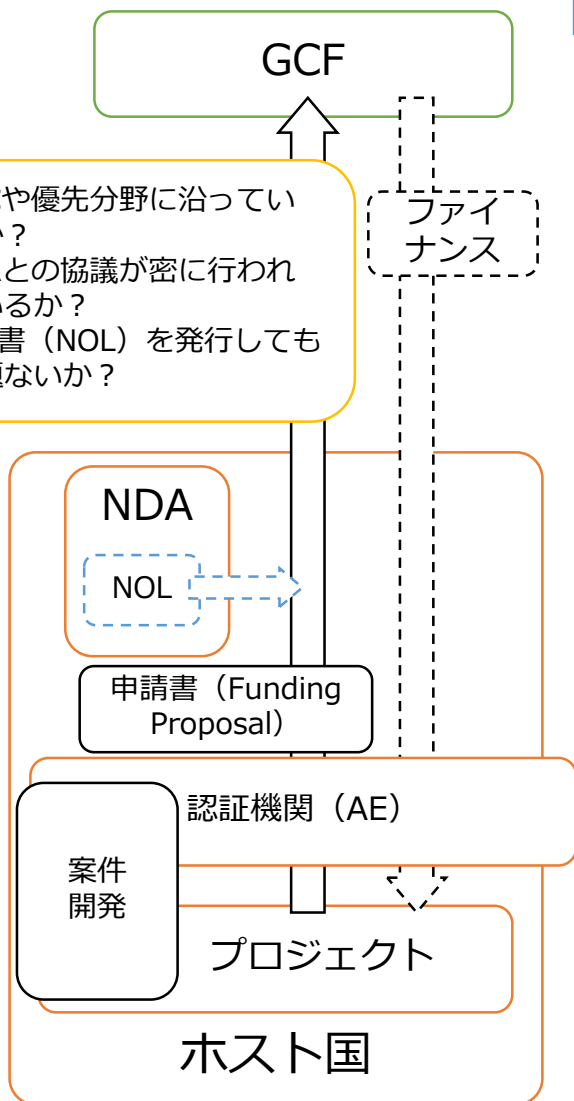 GCF
や優先分野に沿ってい
か？
との協議が密に行われ
いるか？
書（NOL）を発行しても
ないか？
ファイ
ナンス
NDA
NOL
申請書（Funding
Proposal）
認証機関（AE）
案件
開発
プロジェクト
ホスト国